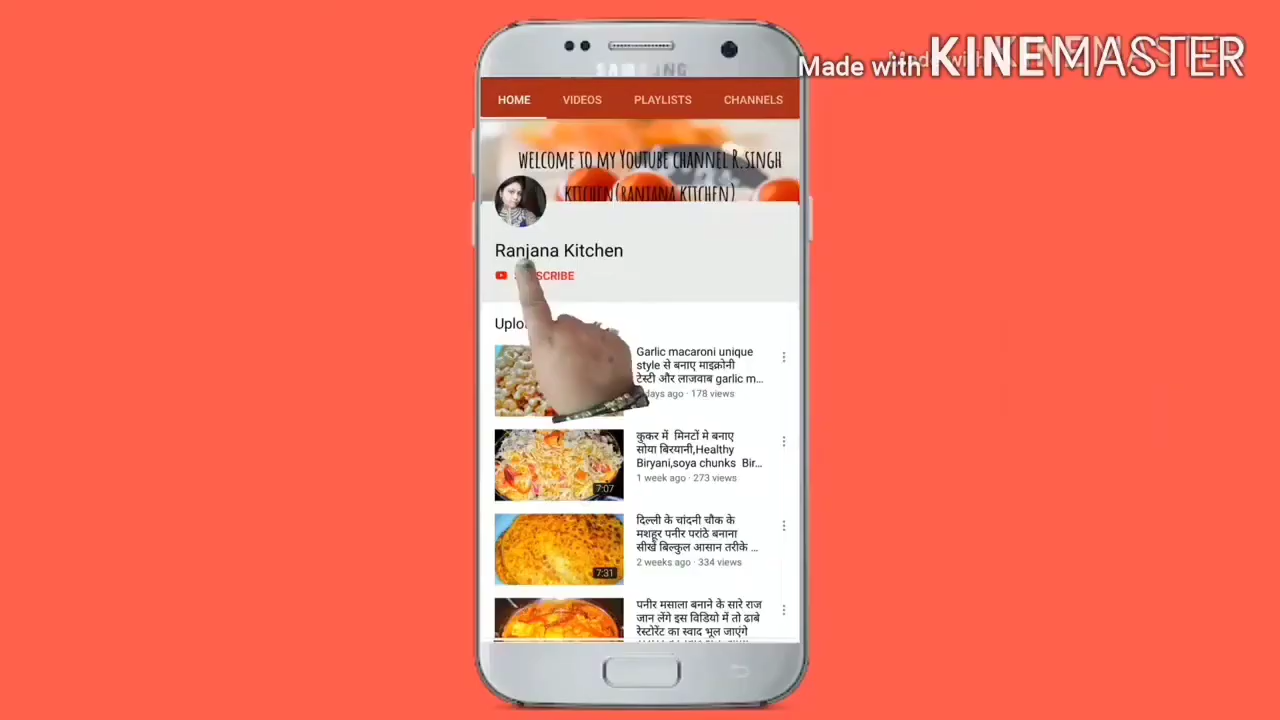 Made with KINEMASTER
SAMSUNG
HOME VIDEOS PLAYLISTS CHANNELS
WELCOME TO MY YOUTUBE CHANNEL R.SINGH
KITCHEN(RANJANA KITCHEN)
Ranjana Kitchen
SCRIBE
Uplo
Garlic macaroni unique
style से बनाए माइक्रोनी
टेस्टी और लाजवाब garlic m...
days ago · 178 views
कूकर में मिनटों मे बनाए
सोया बिरयानी,Healthy
Biryani,soya chunks Bir...
1 week ago · 273 views
7:07
दिल्ली के चांदनी चौक के
मशहूर पनीर परांठे बनाना
सीखें बिल्कुल आसान तरीके ...
2 weeks ago · 334 views
7:31
पनीर मसाला बनाने के सारे राज
जान लेंगे इस विडियो में तो ढाबे
रेस्टोरेंट का स्वाद भूल जाएंगे